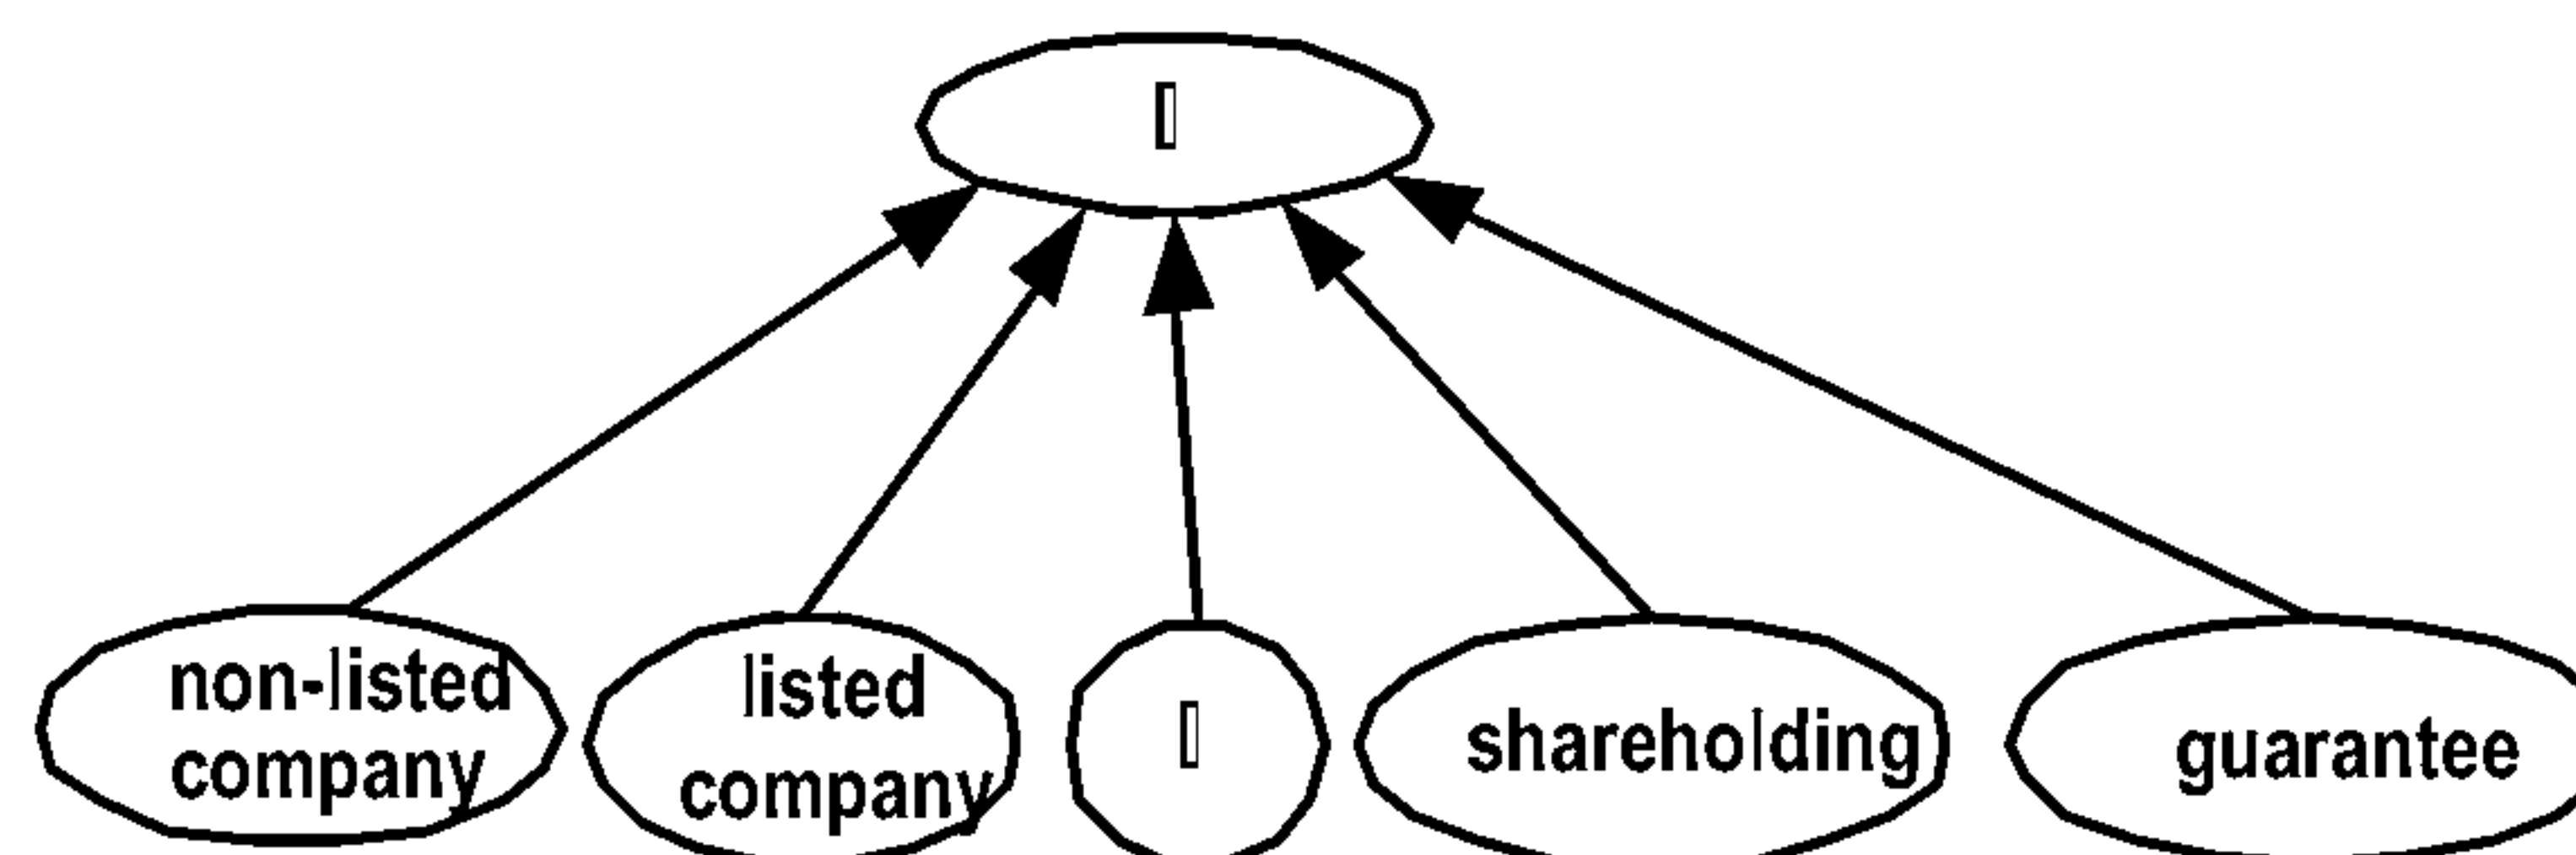 non-listed
company
listed
company
shareholding
guarantee